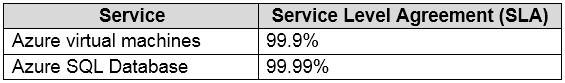 Service Service Level Agreement (SLA)
Azure virtual machines 99.9%
Azure SQL Database 99.99%